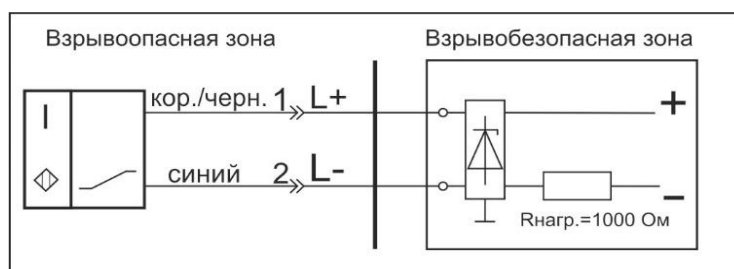 Взрывоопасная зона
Взрывобезопасная зона
I
кор./черн. 1 L+
+
синий 2 L-
−
Rнагр.=1000 Ом